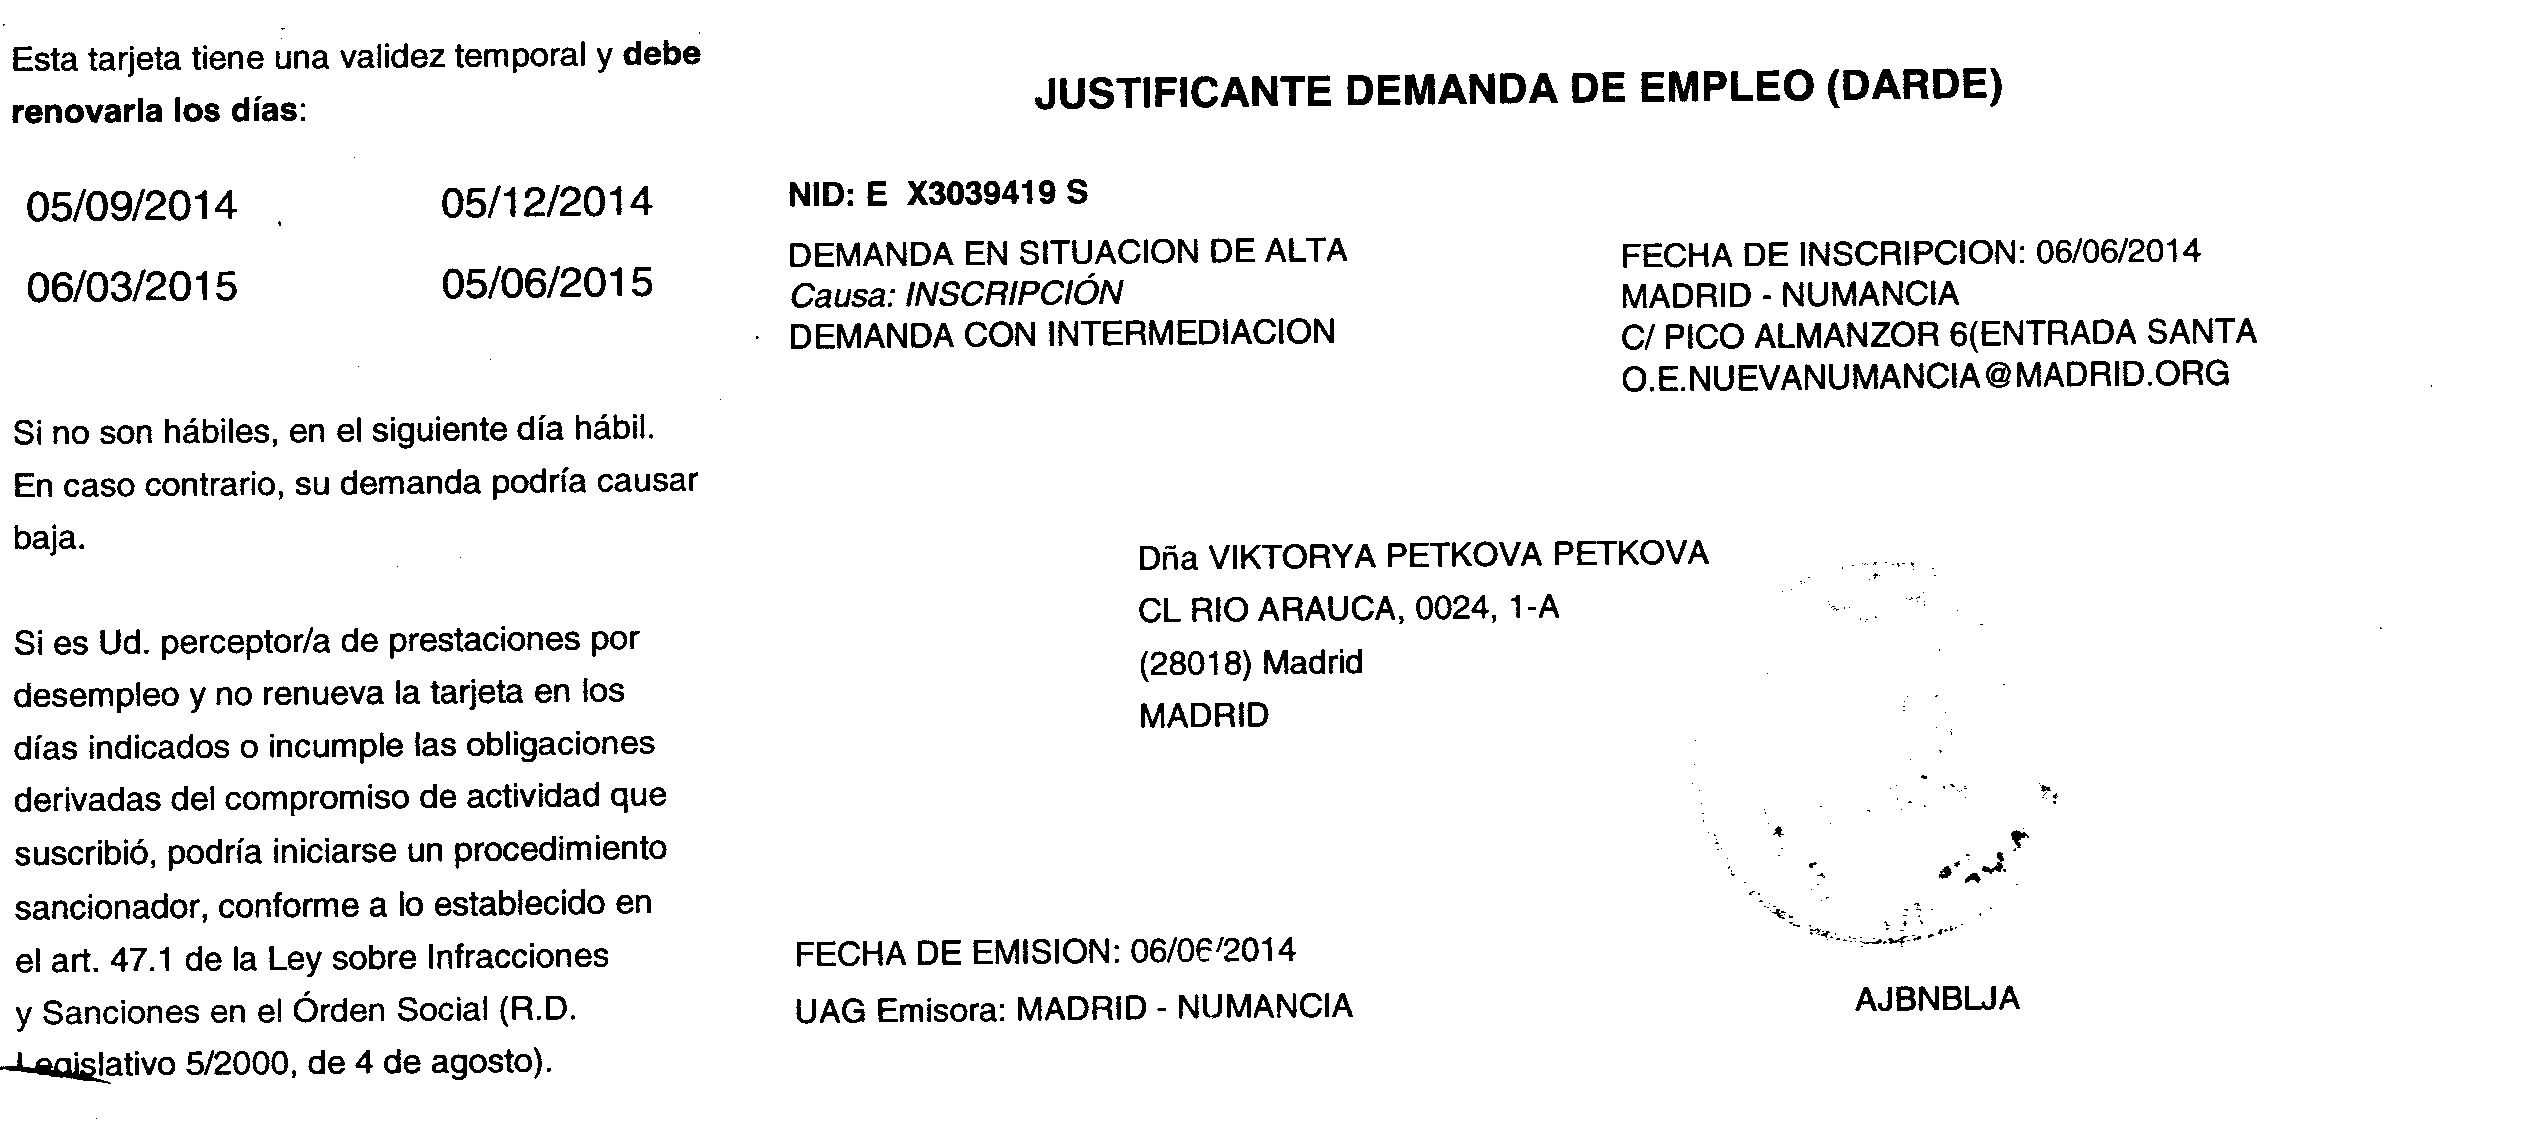 Esta tarjeta tiene una validez temporal y debe
renovarla los días:
05/09/2014 05/12/2014
06/03/2015 05/06/2015
Si no son hábiles, en el siguiente día hábil.
En caso contrario, su demanda podría causar
baja.
Si es Ud. perceptor/a de prestaciones por
desempleo y no renueva la tarjeta en los
días indicados o incumple las obligaciones
derivadas del compromiso de actividad que
suscribió, podría iniciarse un procedimiento
sancionador, conforme a lo establecido en
el art. 47.1 de la Ley sobre Infracciones
y Sanciones en el Órden Social (R.D.
Legislativo 5/2000, de 4 de agosto).
JUSTIFICANTE DEMANDA DE EMPLEO (DARDE)
NID: E X3039419 S
DEMANDA EN SITUACION DE ALTA
Causa: INSCRIPCIÓN
DEMANDA CON INTERMEDIACION
FECHA DE INSCRIPCION: 06/06/2014
MADRID - NUMANCIA
C/ PICO ALMANZOR 6(ENTRADA SANTA
O.E.NUEVANUMANCIA@MADRID.ORG
Dña VIKTORYA PETKOVA PETKOVA
CL RIO ARAUCA, 0024, 1-A
(28018) Madrid
MADRID
FECHA DE EMISION: 06/06/2014
UAG Emisora: MADRID - NUMANCIA
AJBNBLJA